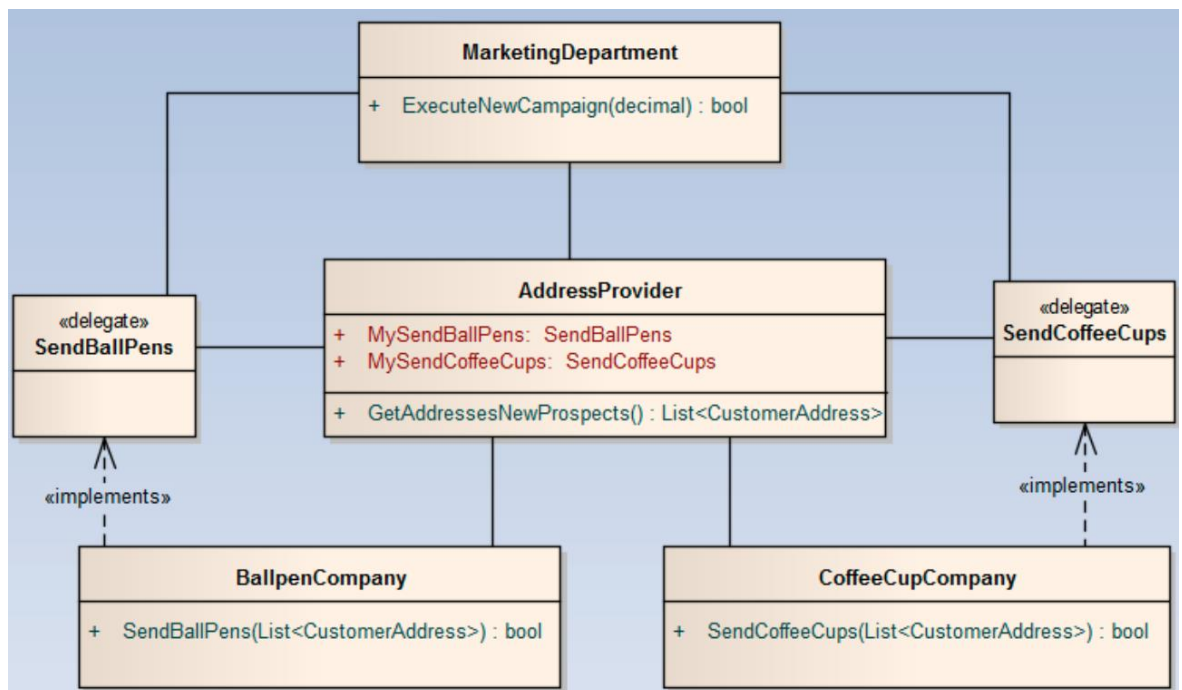 MarketingDepartment
+ ExecuteNewCampaign(decimal) : bool
«delegate»
SendBallPens
AddressProvider
+ MySendBallPens: SendBallPens
+ MySendCoffeeCups: SendCoffeeCups
+ GetAddressesNewProspects() : List<CustomerAddress>
«delegate»
SendCoffeeCups
«implements»
«implements»
BallpenCompany
+ SendBallPens(List<CustomerAddress>) : bool
CoffeeCupCompany
+ SendCoffeeCups(List<CustomerAddress>) : bool